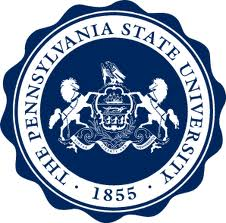 THE PENNSYLVANIA STATE UNIVERSITY
· 1855 ·